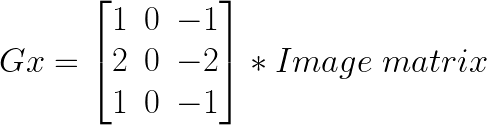 Gx = [1 0 −1
2 0 −2
1 0 −1] * Image matrix